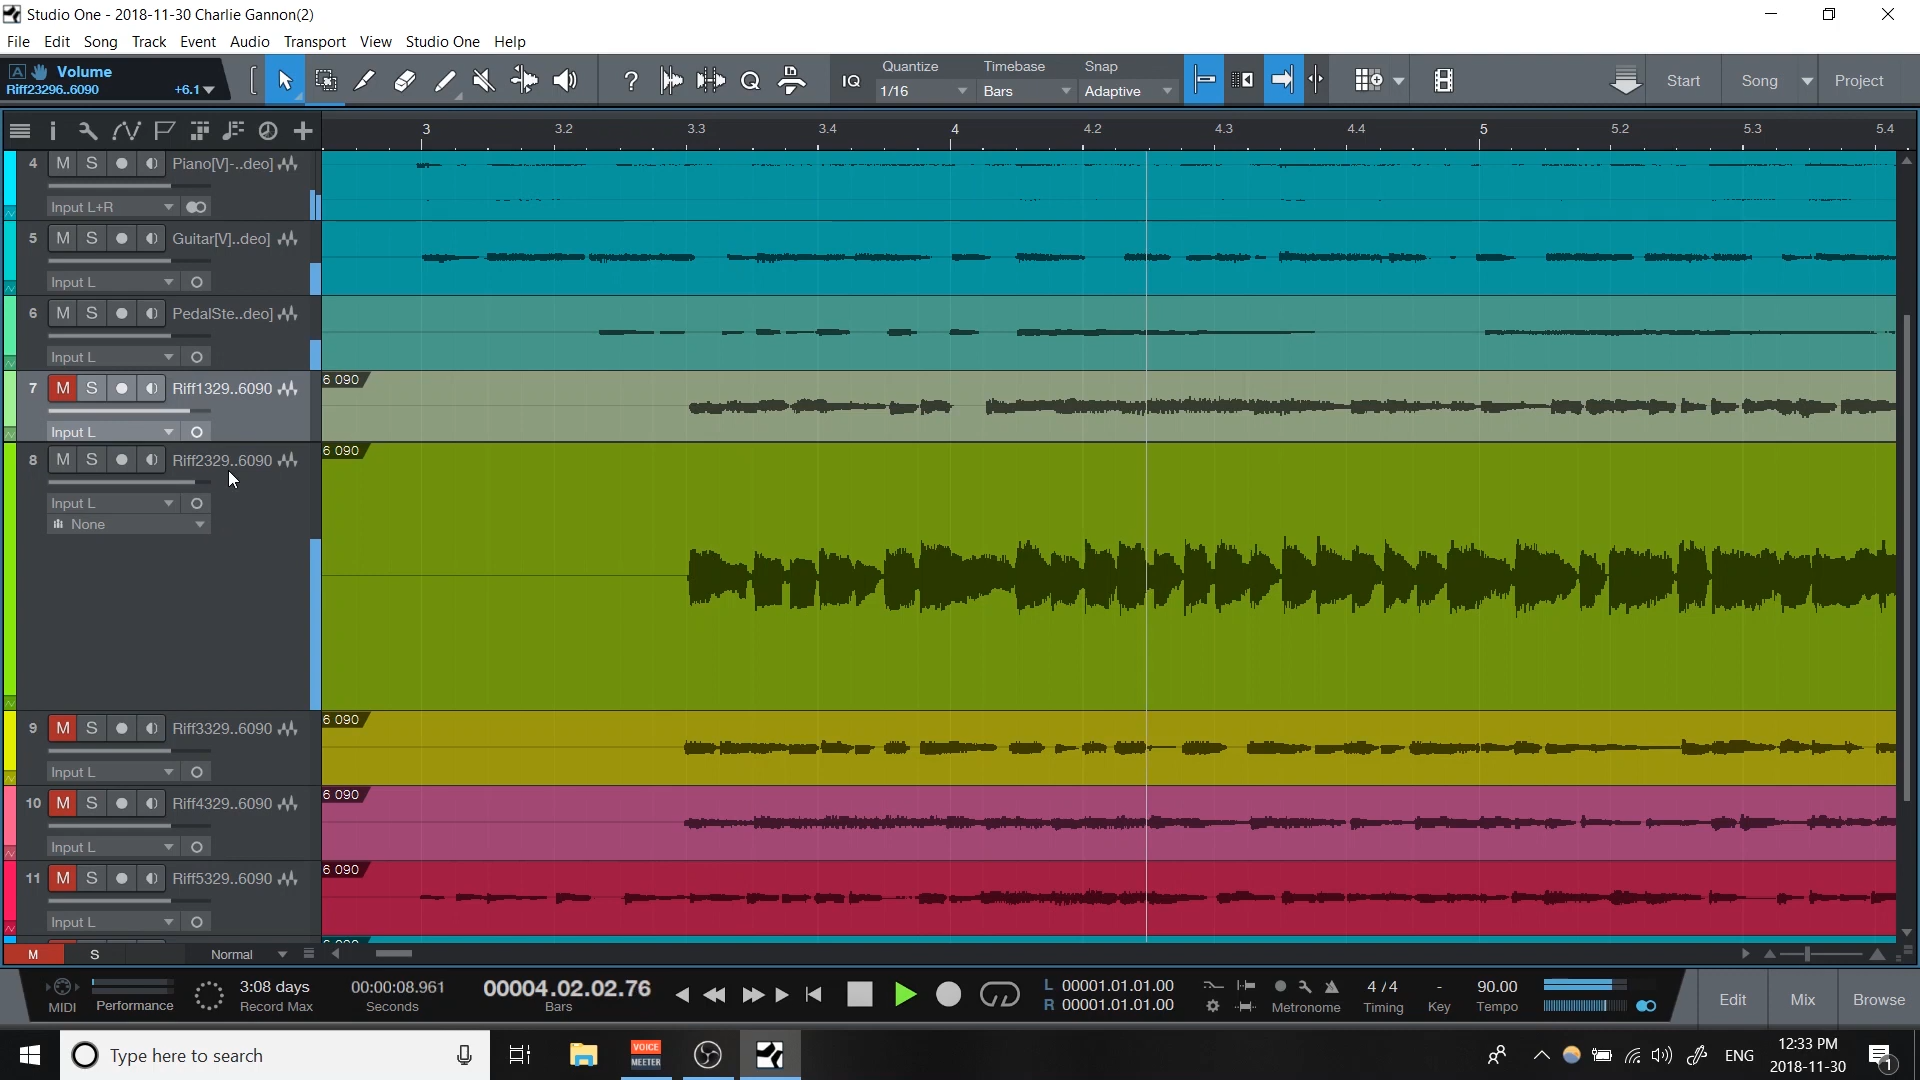 Studio One - 2018-11-30 Charlie Gannon(2)
File Edit Song Track Event Audio Transport View Studio One Help
A Volume
Riff23296..6090 +6.1
? Q IQ
Quantize Timebase Snap
1/16 Bars Adaptive
Start Song Project
i 3 3.2 3.3 3.4 4 4.2 4.3 4.4 5 5.2 5.3 5.4
4 M S Piano[V]-..deo]
Input L+R
5 M S Guitar[V]..deo]
Input L
6 M S PedalSte..deo]
Input L
7 M S Riff1329..6090
6 090
Input L
8 M S Riff2329..6090
6 090
Input L
None
9 M S Riff3329..6090
6 090
Input L
10 M S Riff4329..6090
6 090
Input L
11 M S Riff5329..6090
6 090
Input L
M S Normal
MIDI Performance
3:08 days
Record Max
00:00:08.961
Seconds
00004.02.02.76
Bars
L 00001.01.01.00
R 00001.01.01.00
Metronome
4 / 4
Timing
-
Key
90.00
Tempo
Edit Mix Browse
Type here to search
VOICE
MEETER
ENG
12:33 PM
2018-11-30
1